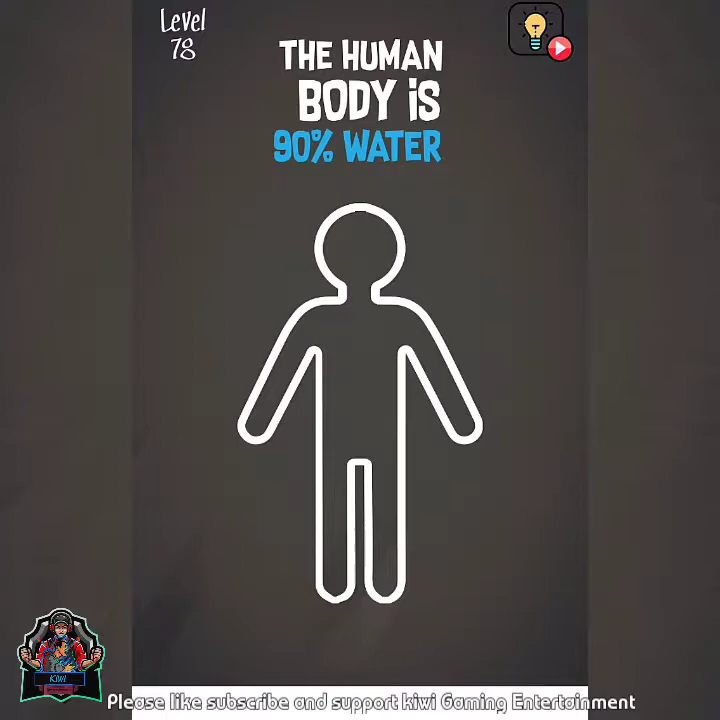 Level
78
THE HUMAN
BODY iS
90% WATER
KIWI
Please like subscribe and support kiwi Gaming Entertainment